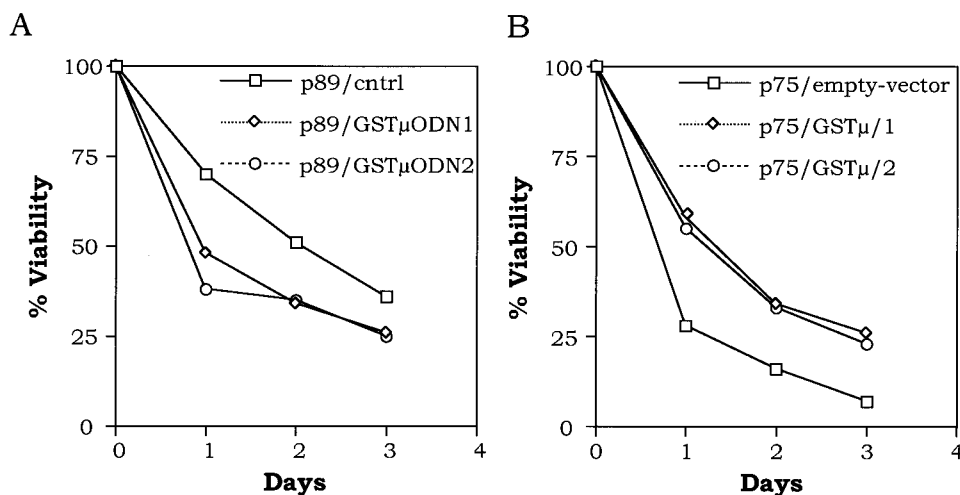 A
% Viability
100
75
50
25
0
p89/cntrl
p89/GSTµODN1
p89/GSTµODN2
0 1 2 3 4
Days
B
% Viability
100
75
50
25
0
p75/empty-vector
p75/GSTµ/1
p75/GSTµ/2
0 1 2 3 4
Days